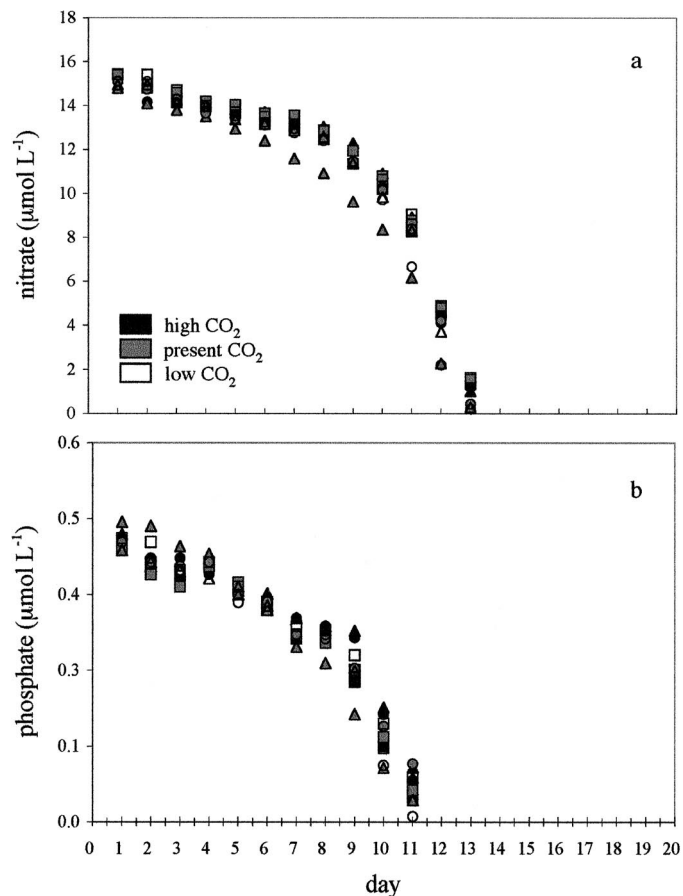 18
a
16
14
12
10
8
6
4
2
0
nitrate (µmol L⁻¹)
high CO₂
present CO₂
low CO₂
0.6
b
0.5
0.4
0.3
0.1
0.0
phosphate (µmol L⁻¹)
0 1 2 3 4 5 6 7 8 9 10 11 12 13 14 15 16 17 18 19 20
day